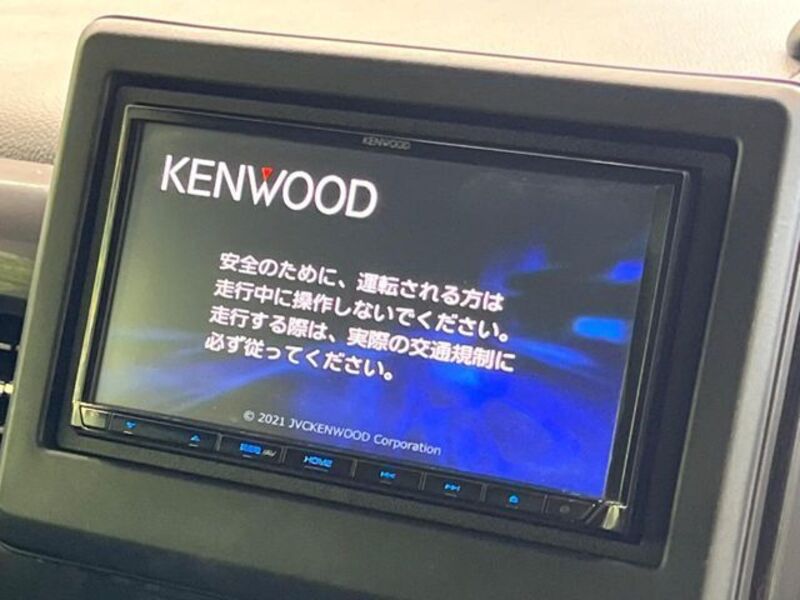 KENWOOD
KENWOOD
安全のために、運転される方は
走行中に操作しないでください。
走行する際は、実際の交通規制に
必ず従ってください。
© 2021 JVCKENWOOD Corporation
HOME